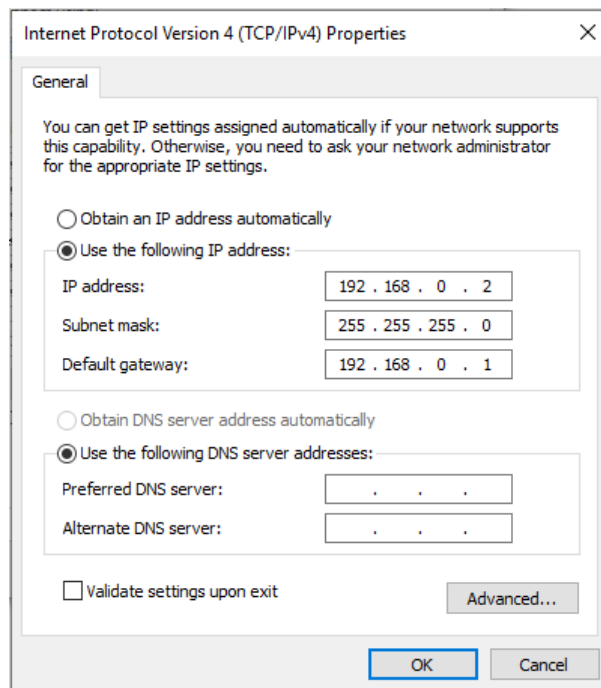 Internet Protocol Version 4 (TCP/IPv4) Properties
General
You can get IP settings assigned automatically if your network supports
this capability. Otherwise, you need to ask your network administrator
for the appropriate IP settings.
Obtain an IP address automatically
Use the following IP address:
IP address: 192 . 168 . 0 . 2
Subnet mask: 255 . 255 . 255 . 0
Default gateway: 192 . 168 . 0 . 1
Obtain DNS server address automatically
Use the following DNS server addresses:
Preferred DNS server: . . .
Alternate DNS server: . . .
Validate settings upon exit
Advanced...
OK Cancel